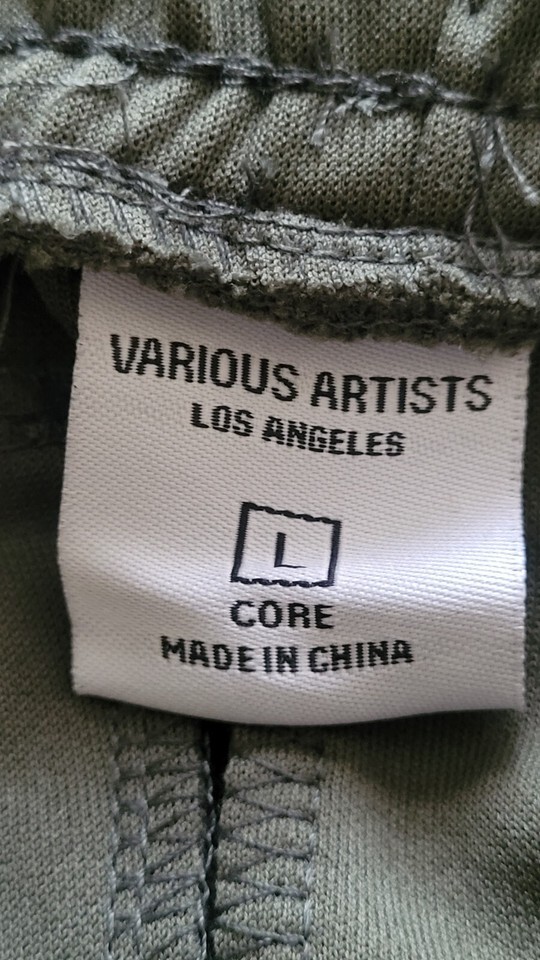 VARIOUS ARTISTS
LOS ANGELES
L
CORE
MADE IN CHINA